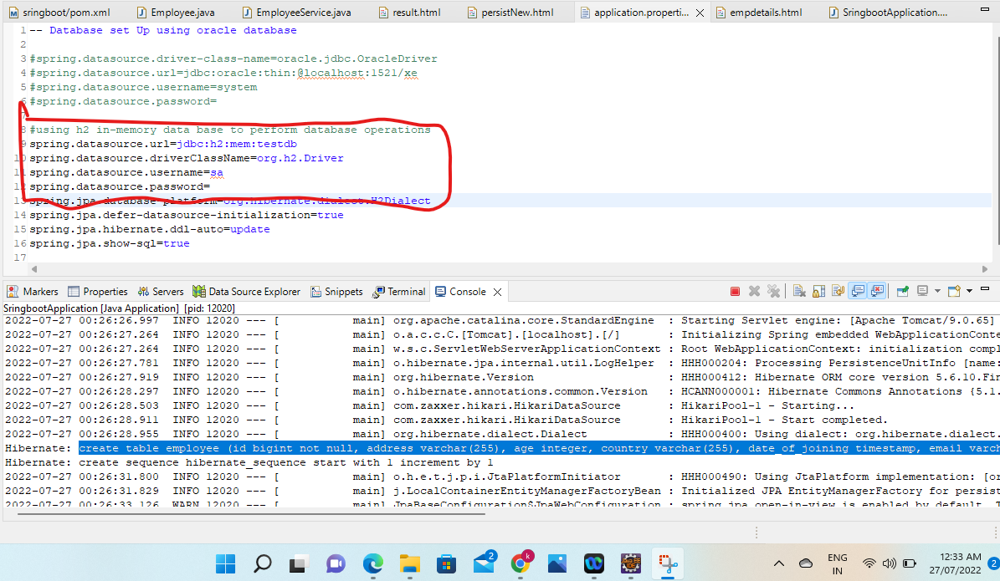 sringboot/pom.xml Employee.java EmployeeService.java result.html persistNew.html application.properti... empdetails.html SringbootApplication....
1 -- Database set Up using oracle database
2
3 #spring.datasource.driver-class-name=oracle.jdbc.OracleDriver
4 #spring.datasource.url=jdbc:oracle:thin:@localhost:1521/xe
5 #spring.datasource.username=system
6 #spring.datasource.password=
7
8 #using h2 in-memory data base to perform database operations
9 spring.datasource.url=jdbc:h2:mem:testdb
10 spring.datasource.driverClassName=org.h2.Driver
11 spring.datasource.username=sa
12 spring.datasource.password=
13 spring.jpa.database-platform=org.hibernate.dialect.H2Dialect
14 spring.jpa.defer-datasource-initialization=true
15 spring.jpa.hibernate.ddl-auto=update
16 spring.jpa.show-sql=true
17
Markers Properties Servers Data Source Explorer Snippets Terminal Console
SringbootApplication [Java Application] [pid: 12020]
2022-07-27 00:26:26.997 INFO 12020 --- [ main] org.apache.catalina.core.StandardEngine : Starting Servlet engine: [Apache Tomcat/9.0.65]
2022-07-27 00:26:27.264 INFO 12020 --- [ main] o.a.c.c.C.[Tomcat].[localhost].[/] : Initializing Spring embedded WebApplicationConte
2022-07-27 00:26:27.264 INFO 12020 --- [ main] w.s.c.ServletWebServerApplicationContext : Root WebApplicationContext: initialization compl
2022-07-27 00:26:27.781 INFO 12020 --- [ main] o.hibernate.jpa.internal.util.LogHelper : HHH000204: Processing PersistenceUnitInfo [name:
2022-07-27 00:26:27.919 INFO 12020 --- [ main] org.hibernate.Version : HHH000412: Hibernate ORM core version 5.6.10.Fin
2022-07-27 00:26:28.297 INFO 12020 --- [ main] o.hibernate.annotations.common.Version : HCANN000001: Hibernate Commons Annotations {5.1.
2022-07-27 00:26:28.503 INFO 12020 --- [ main] com.zaxxer.hikari.HikariDataSource : HikariPool-1 - Starting...
2022-07-27 00:26:28.911 INFO 12020 --- [ main] com.zaxxer.hikari.HikariDataSource : HikariPool-1 - Start completed.
2022-07-27 00:26:28.955 INFO 12020 --- [ main] org.hibernate.dialect.Dialect : HHH000400: Using dialect: org.hibernate.dialect.
Hibernate: create table employee (id bigint not null, address varchar(255), age integer, country varchar(255), date_of_joining timestamp, email varch
Hibernate: create sequence hibernate_sequence start with 1 increment by 1
2022-07-27 00:26:31.800 INFO 12020 --- [ main] o.h.e.t.j.p.i.JtaPlatformInitiator : HHH000490: Using JtaPlatform implementation: [or
2022-07-27 00:26:31.829 INFO 12020 --- [ main] j.LocalContainerEntityManagerFactoryBean : Initialized JPA EntityManagerFactory for persist
2022-07-27 00:26:33.126 WARN 12020 --- [ main] JpaBaseConfiguration$JpaWebConfiguration : spring.jpa.open-in-view is enabled by default. T
2 k
ENG
IN
12:33 AM
27/07/2022
2